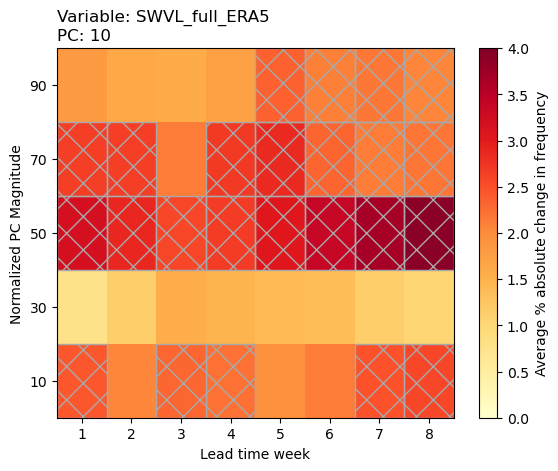 Variable: SWVL_full_ERA5
PC: 10
90
70
50
30
10
Normalized PC Magnitude
1 2 3 4 5 6 7 8
Lead time week
4.0
3.5
3.0
2.5
2.0
1.5
1.0
0.5
0.0
Average % absolute change in frequency